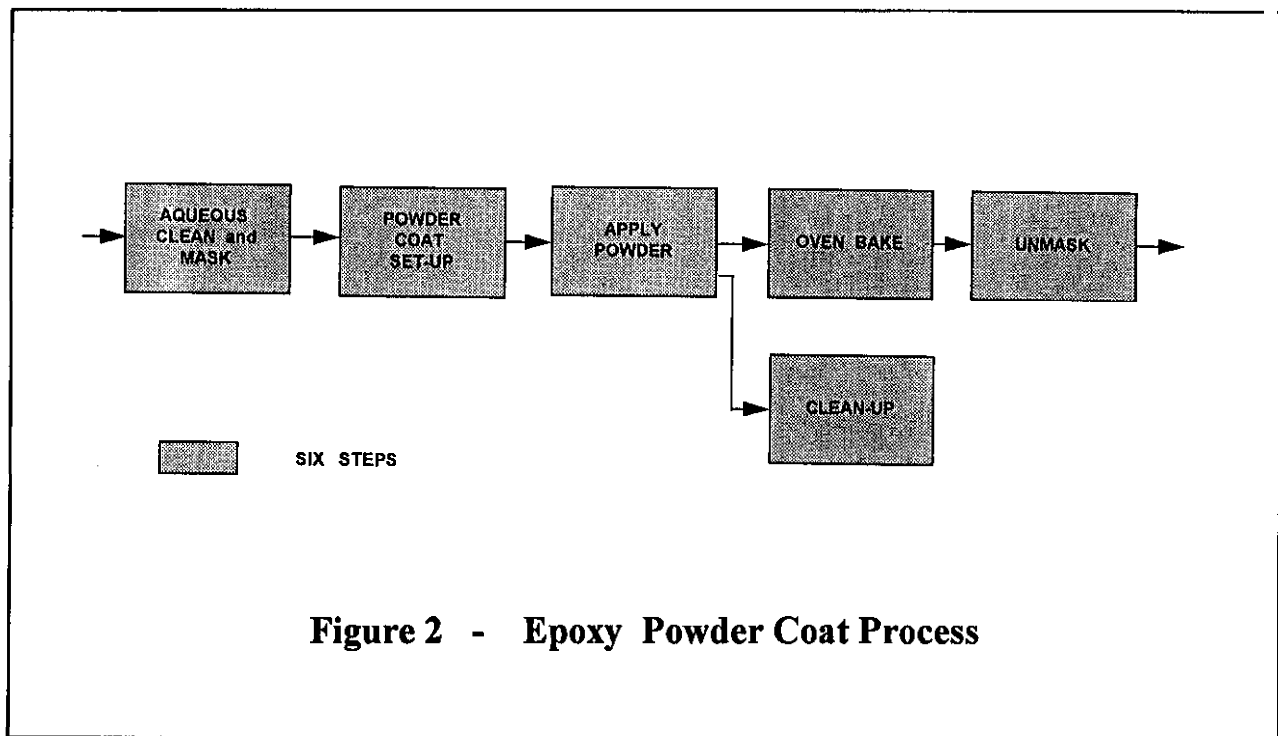 AQUEOUS
CLEAN and
MASK
POWDER
COAT
SET-UP
APPLY
POWDER
OVEN BAKE
UNMASK
CLEAN-UP
SIX STEPS
Figure 2 - Epoxy Powder Coat Process